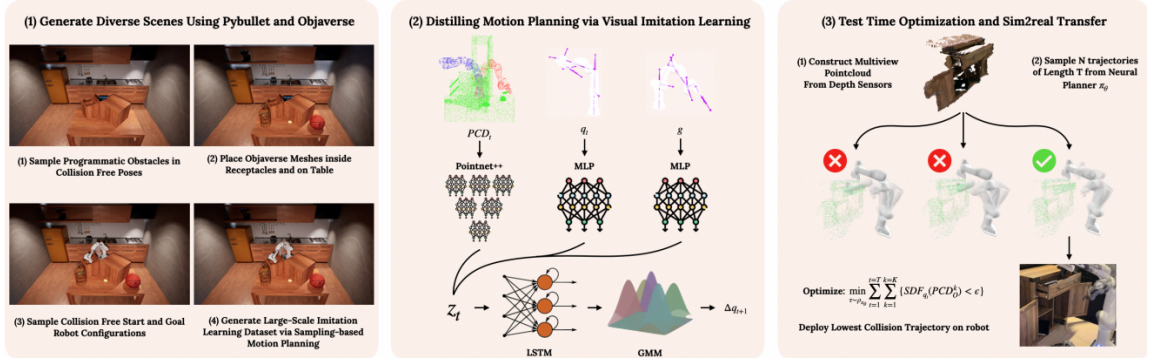 (1) Generate Diverse Scenes Using Pybullet and Objaverse
(1) Sample Programmatic Obstacles in
Collision Free Poses
(2) Place Objaverse Meshes inside
Receptacles and on Table
(3) Sample Collision Free Start and Goal
Robot Configurations
(4) Generate Large-Scale Imitation
Learning Dataset via Sampling-based
Motion Planning
(2) Distilling Motion Planning via Visual Imitation Learning
PCD_t
q_t
g
Pointnet++
MLP
MLP
z_t
Δq_{t+1}
LSTM
GMM
(3) Test Time Optimization and Sim2real Transfer
(1) Construct Multiview
Pointcloud
From Depth Sensors
(2) Sample N trajectories
of Length T from Neural
Planner π_θ
Optimize: min_{τ∼ρ_{π_θ}} ∑_{t=1}^{t=T} ∑_{k=1}^{k=K} {SDF_{q_t}(PCD_O^k) < ϵ}
Deploy Lowest Collision Trajectory on robot